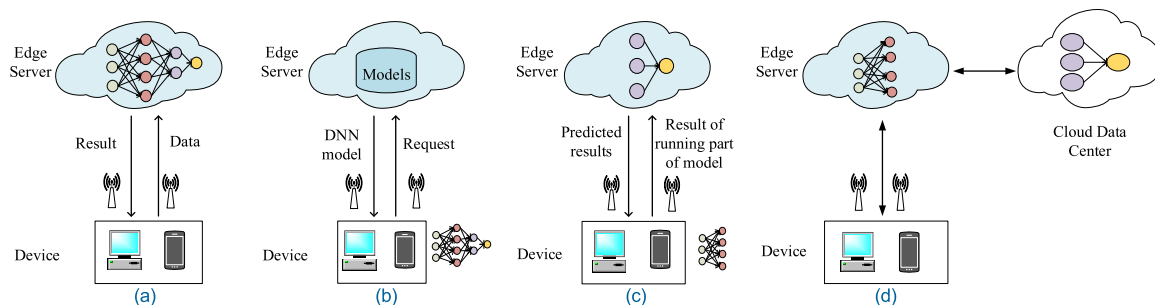 Edge
Server
Result
Data
Device
(a)
Edge
Server
Models
DNN
model
Request
Device
(b)
Edge
Server
Predicted
results
Result of
running part
of model
Device
(c)
Edge
Server
Cloud Data
Center
Device
(d)